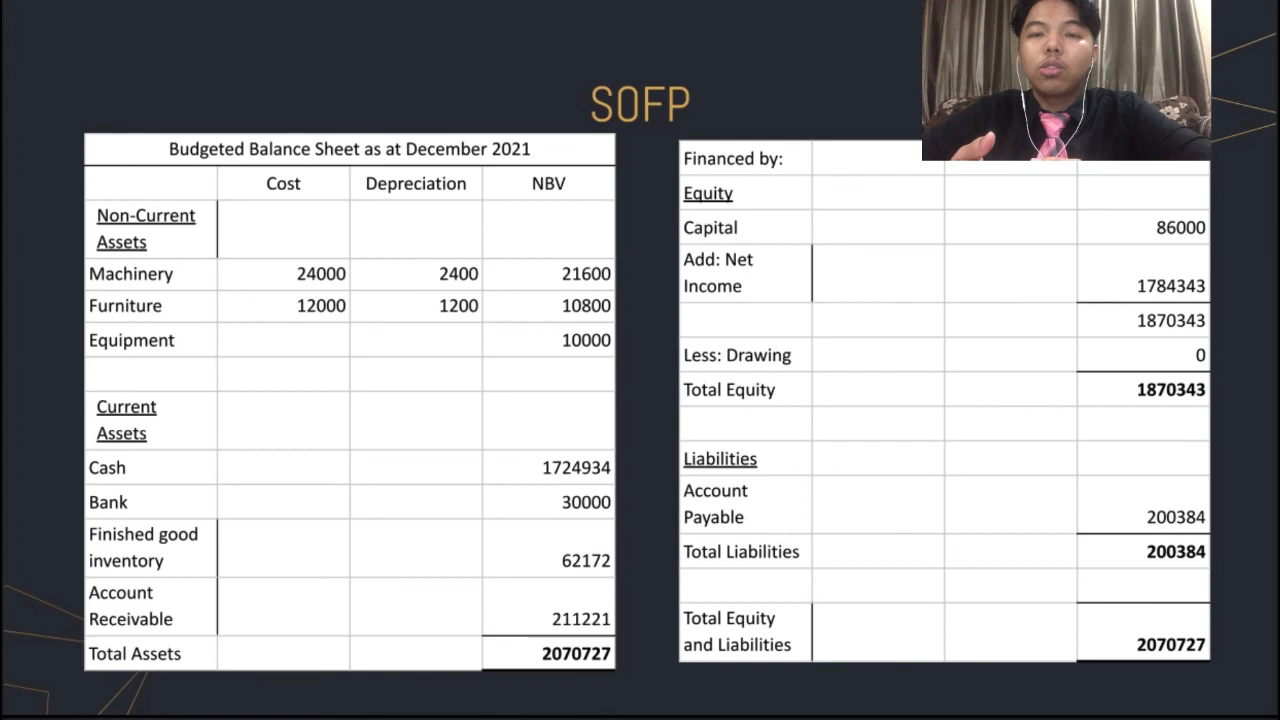 SOFP
Budgeted Balance Sheet as at December 2021
Cost Depreciation NBV
Non-Current
Assets
Machinery 24000 2400 21600
Furniture 12000 1200 10800
Equipment 10000
Current
Assets
Cash 1724934
Bank 30000
Finished good
inventory 62172
Account
Receivable 211221
Total Assets 2070727
Financed by:
Equity
Capital 86000
Add: Net
Income 1784343
1870343
Less: Drawing 0
Total Equity 1870343
Liabilities
Account
Payable 200384
Total Liabilities 200384
Total Equity
and Liabilities 2070727